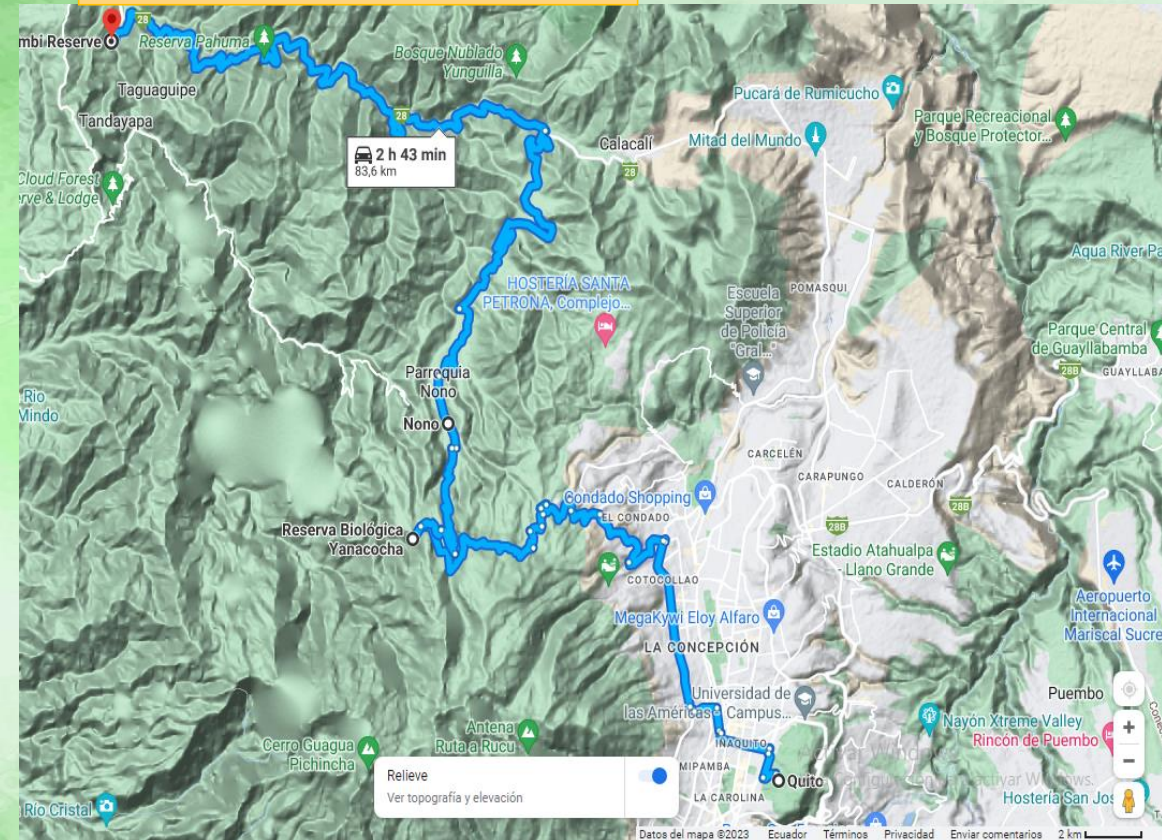 28
mbi Reserve
Reserva Pahuma
Bosque Nublado
Yunguilla
Taguaguipe
Tandayapa
28
2 h 43 min
83,6 km
Calacalí
28
Pucará de Rumicucho
Mitad del Mundo
Parque Recreacional
y Bosque Protector...
Cloud Forest
rve & Lodge
Aqua River Pa
HOSTERÍA SANTA
PETRONA, Complejo...
Escuela
Superior
de Policía
"Gral...
POMASQUI
Parque Central
de Guayllabamba
28B
GUAYLLABA
Parroquia
Nono
Rio
Mindo
Nono
CARCELÉN
CARAPUNGO
CALDERÓN
Condado Shopping
EL CONDADO
28B
28B
Reserva Biológica
Yanacocha
Estadio Atahualpa
- Llano Grande
COTOCOLLAO
Aeropuerto
Internacional
Mariscal Sucre
MegaKywi Eloy Alfaro
LA CONCEPCIÓN
Universidad de
las Américas - Campus...
Puembo
Nayón Xtreme Valley
Rincón de Puembo
Antena
Ruta a Rucu
Cerro Guagua
Pichincha
IÑAQUITO
MIPAMBA
Quito
activar Windows.
LA CAROLINA
Hostería San Jos
Relieve
Ver topografía y elevación
Río Cristal
Datos del mapa ©2023 Ecuador Términos Privacidad Enviar comentarios 2 km